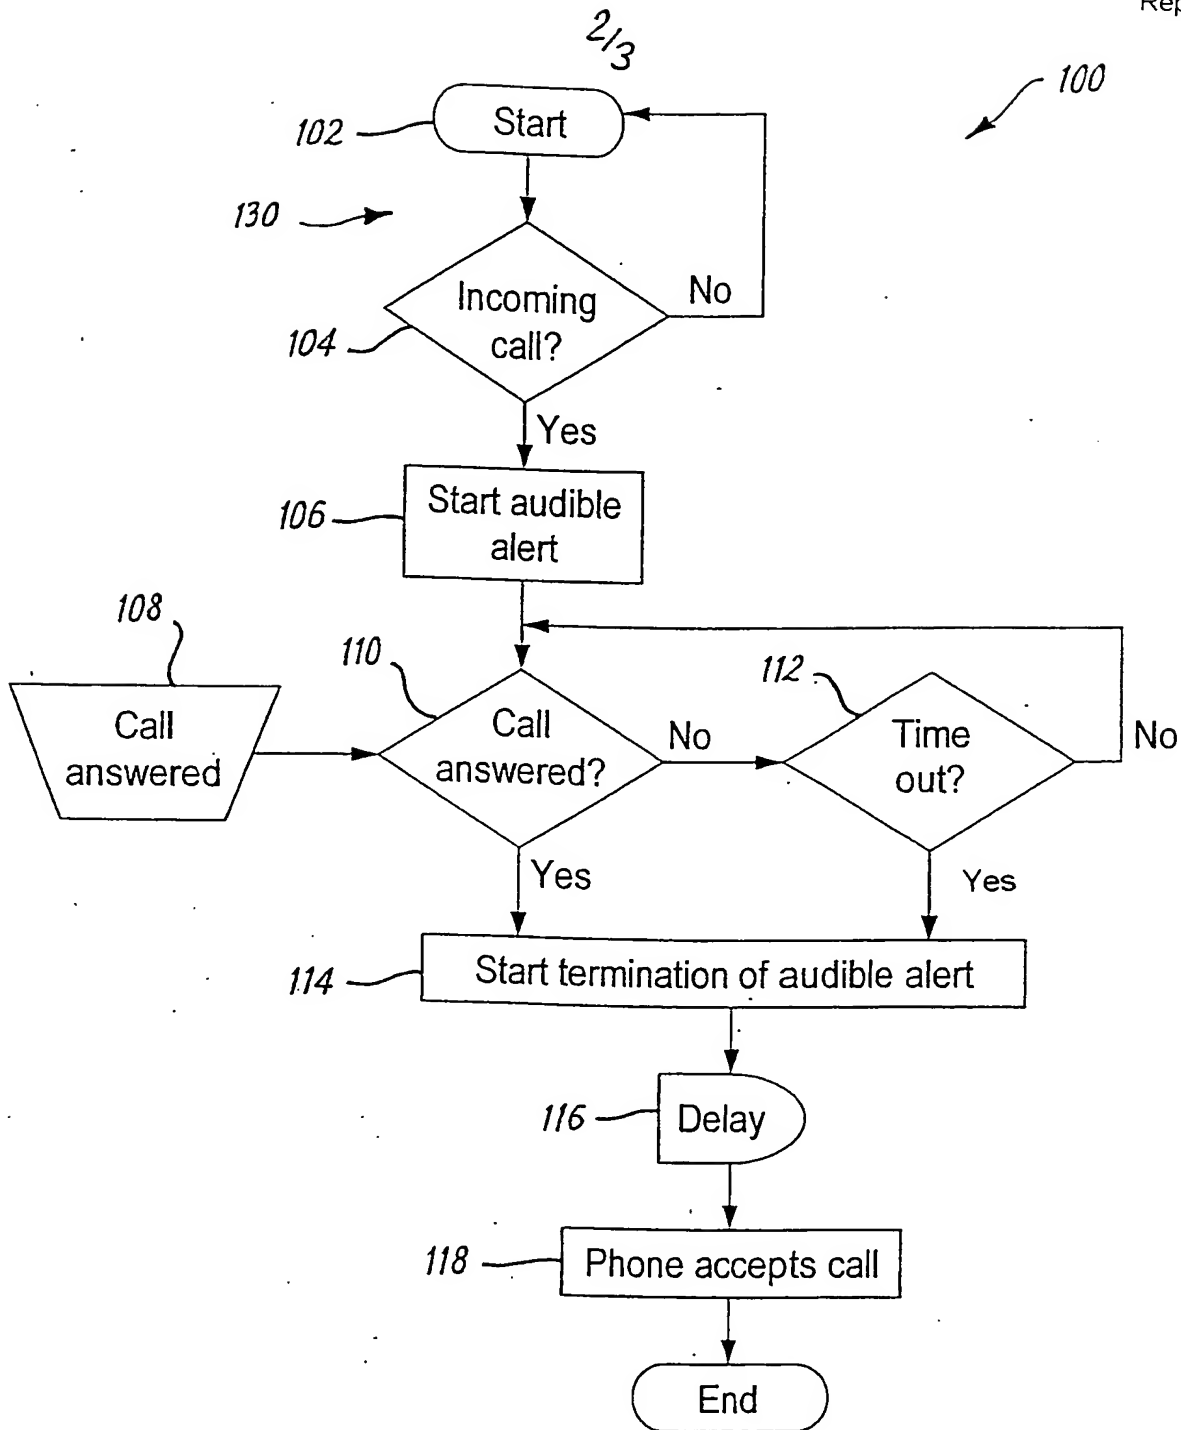 Rep
2/3
100
102
Start
130
Incoming
call?
No
104
Yes
106
Start audible
alert
108
110
112
Call
answered
Call
answered?
No
Time
out?
No
Yes
Yes
114
Start termination of audible alert
116
Delay
118
Phone accepts call
End